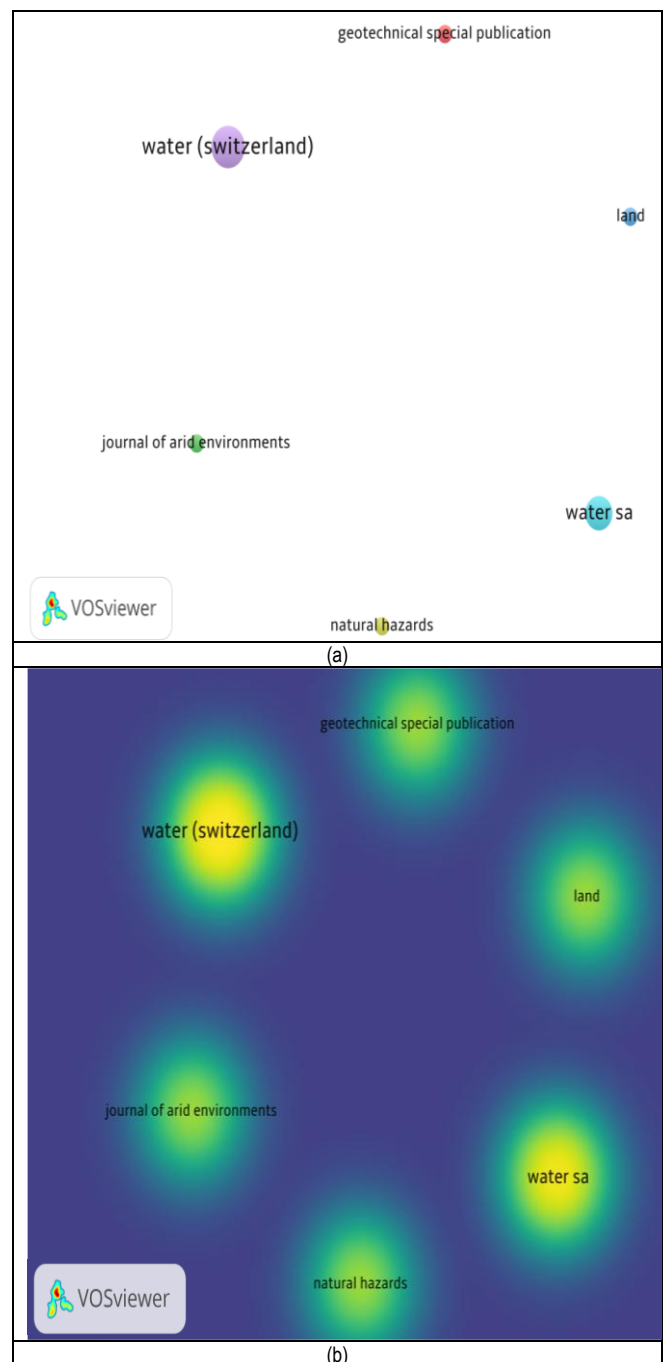 geotechnical special publication
water (switzerland)
land
journal of arid environments
water sa
VOSviewer
natural hazards
(a)
geotechnical special publication
water (switzerland)
land
journal of arid environments
water sa
natural hazards
VOSviewer
(b)